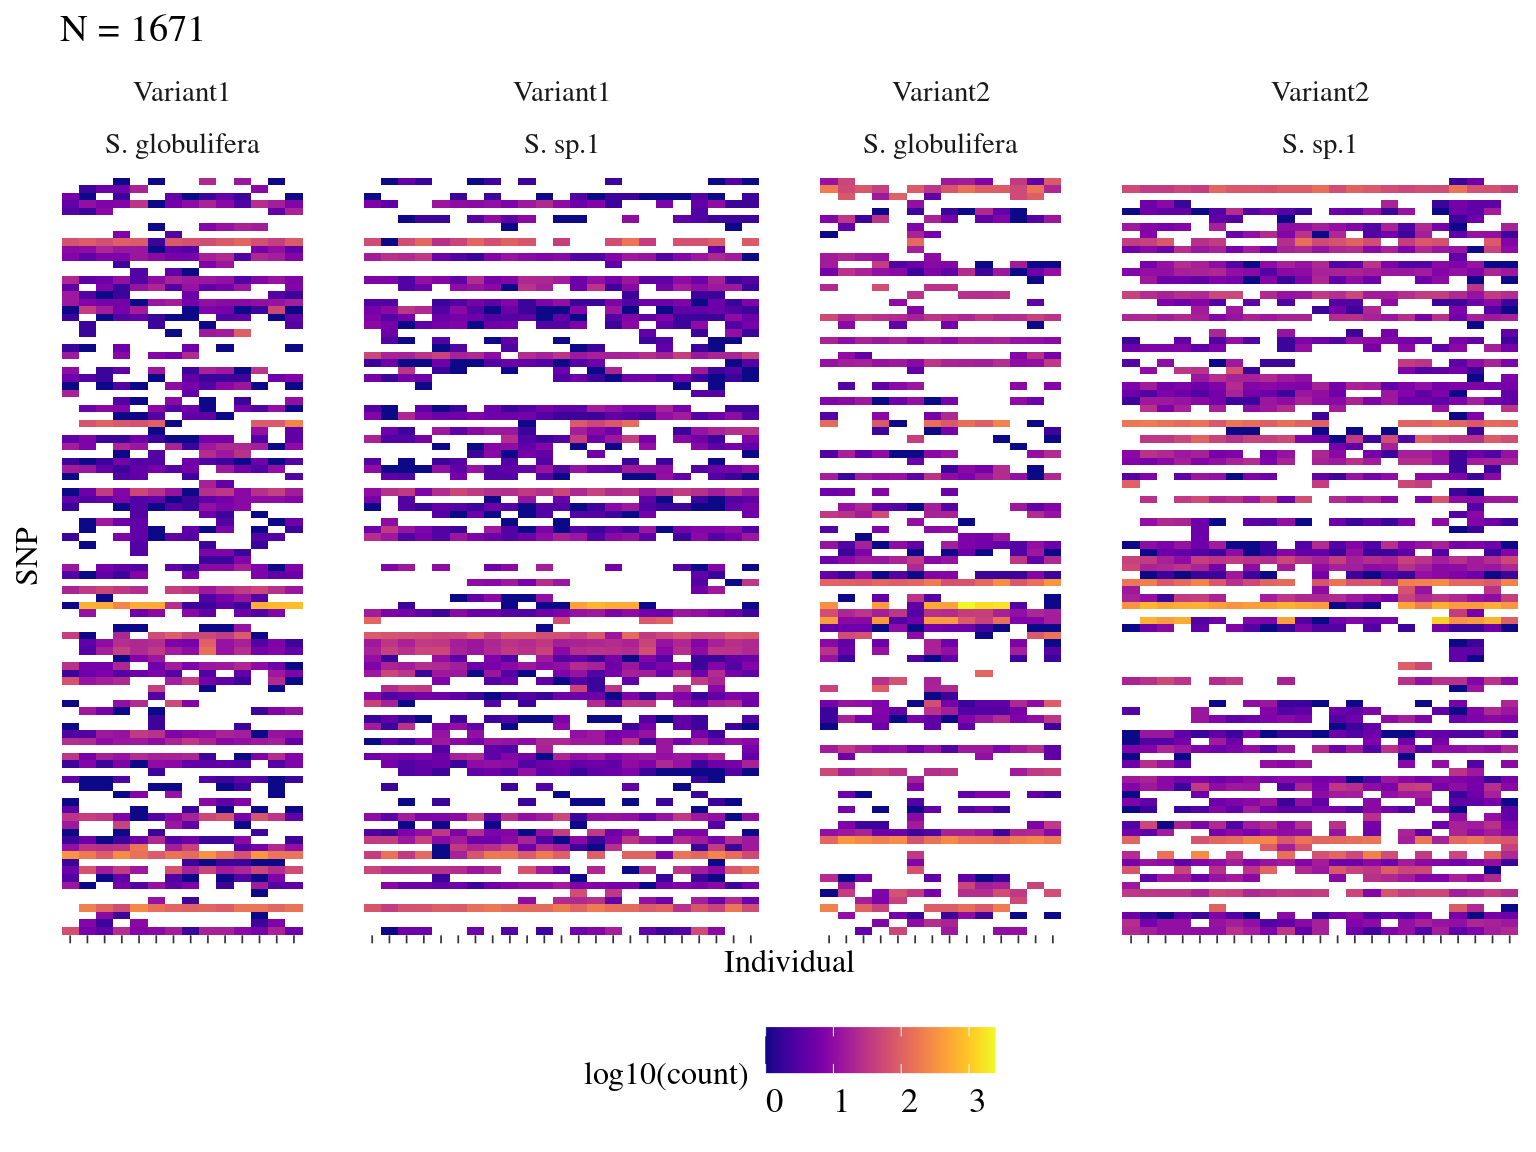 N = 1671
Variant1
Variant1
Variant2
Variant2
S. globulifera
S. sp.1
S. globulifera
S. sp.1
SNP
Individual
log10(count)
0
1
2
3